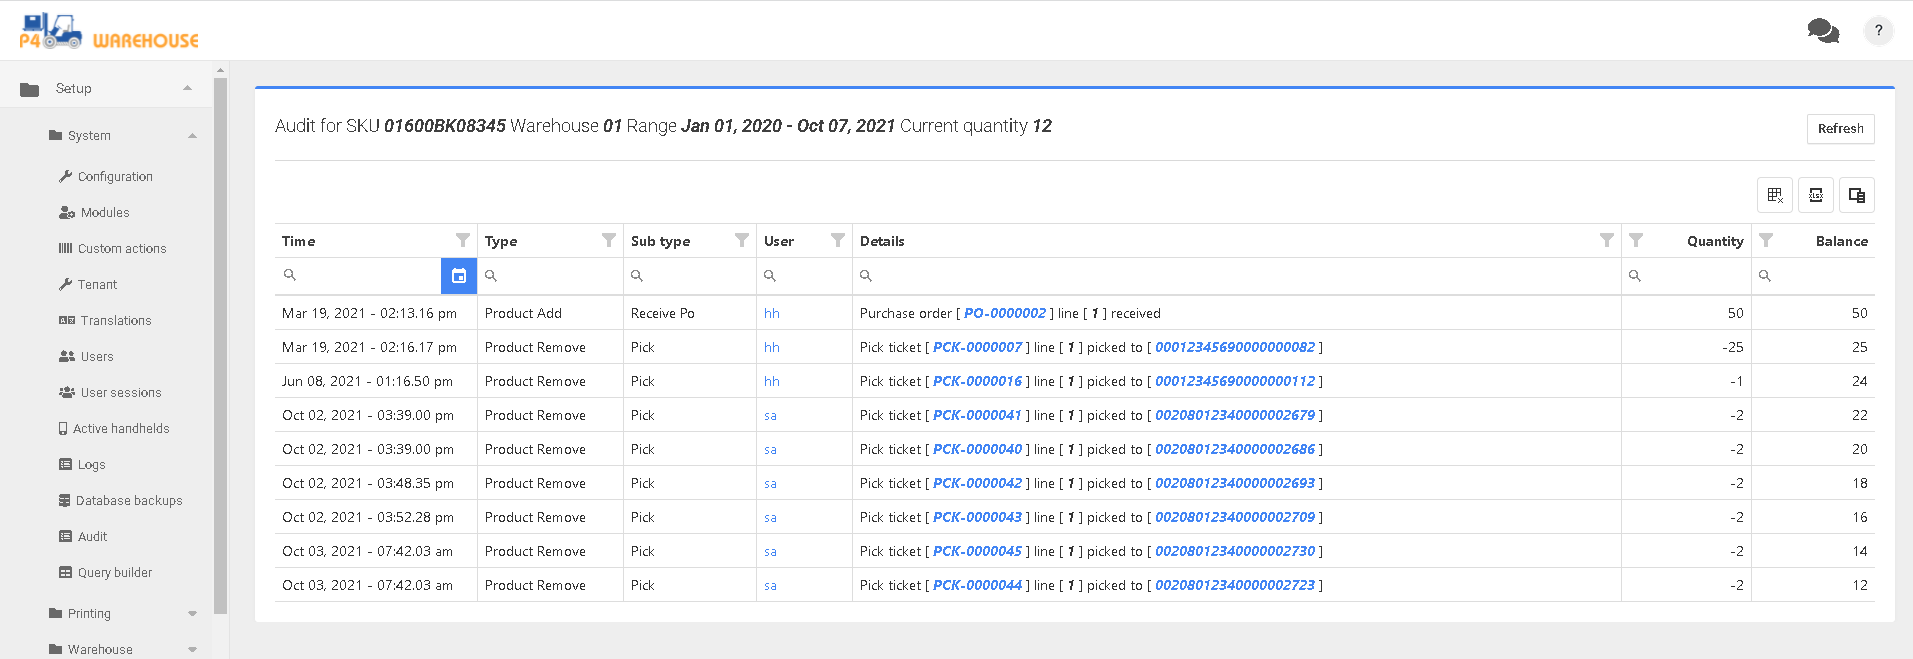 P4 WAREHOUSE
?
Setup
System
Configuration
Modules
Custom actions
Tenant
Translations
Users
User sessions
Active handhelds
Logs
Database backups
Audit
Query builder
Printing
Warehouse
Audit for SKU 01600BK08345 Warehouse 01 Range Jan 01, 2020 - Oct 07, 2021 Current quantity 12
Refresh
xlsx
Time Type Sub type User Details Quantity Balance
Mar 19, 2021 - 02:13.16 pm Product Add Receive Po hh Purchase order [ PO-0000002 ] line [ 1 ] received 50 50
Mar 19, 2021 - 02:16.17 pm Product Remove Pick hh Pick ticket [ PCK-0000007 ] line [ 1 ] picked to [ 00012345690000000082 ] -25 25
Jun 08, 2021 - 01:16.50 pm Product Remove Pick hh Pick ticket [ PCK-0000016 ] line [ 1 ] picked to [ 00012345690000000112 ] -1 24
Oct 02, 2021 - 03:39.00 pm Product Remove Pick sa Pick ticket [ PCK-0000041 ] line [ 1 ] picked to [ 00208012340000002679 ] -2 22
Oct 02, 2021 - 03:39.00 pm Product Remove Pick sa Pick ticket [ PCK-0000040 ] line [ 1 ] picked to [ 00208012340000002686 ] -2 20
Oct 02, 2021 - 03:48.35 pm Product Remove Pick sa Pick ticket [ PCK-0000042 ] line [ 1 ] picked to [ 00208012340000002693 ] -2 18
Oct 02, 2021 - 03:52.28 pm Product Remove Pick sa Pick ticket [ PCK-0000043 ] line [ 1 ] picked to [ 00208012340000002709 ] -2 16
Oct 03, 2021 - 07:42.03 am Product Remove Pick sa Pick ticket [ PCK-0000045 ] line [ 1 ] picked to [ 00208012340000002730 ] -2 14
Oct 03, 2021 - 07:42.03 am Product Remove Pick sa Pick ticket [ PCK-0000044 ] line [ 1 ] picked to [ 00208012340000002723 ] -2 12